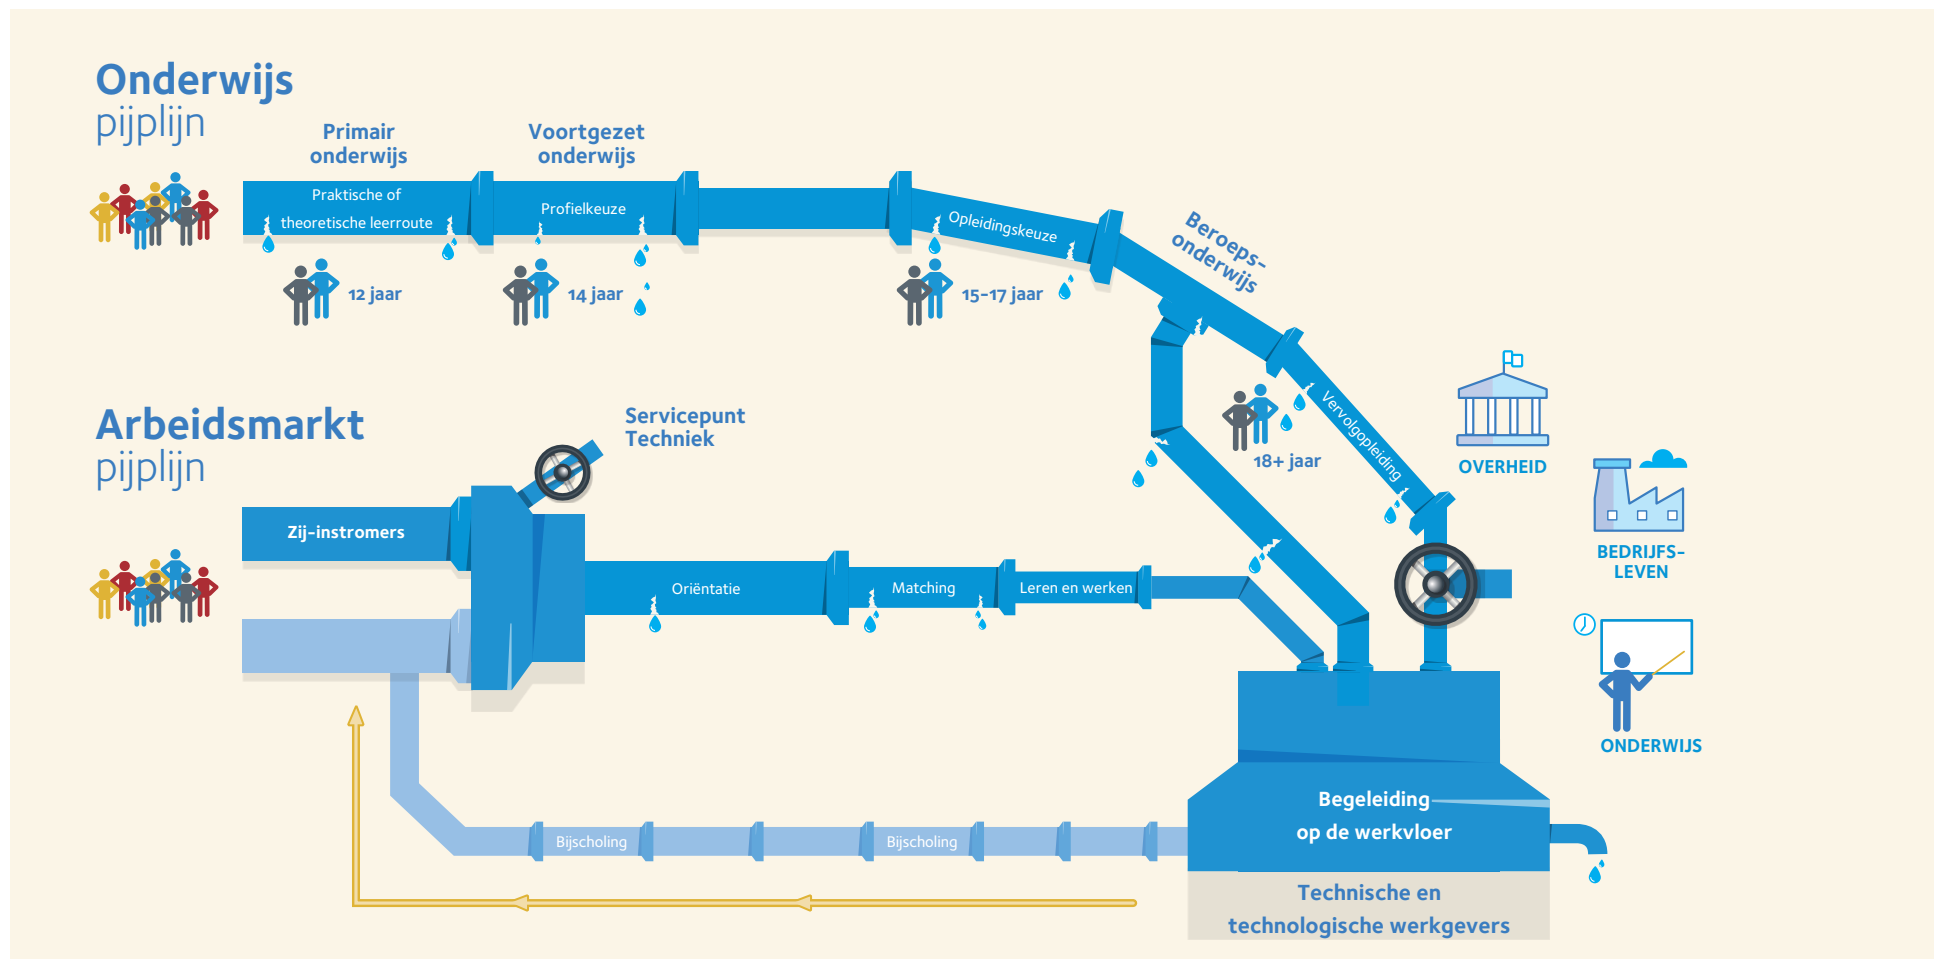 Onderwijs
pijplijn
Primair
onderwijs
Voortgezet
onderwijs
Praktische of
theoretische leerroute
Profielkeuze
Opleidingskeuze
Beroeps-
onderwijs
12 jaar
14 jaar
15-17 jaar
18+ jaar
Vervolgopleiding
OVERHEID
BEDRIJFS-
LEVEN
ONDERWIJS
Arbeidsmarkt
pijplijn
Servicepunt
Techniek
Zij-instromers
Oriëntatie
Matching
Leren en werken
Bijscholing
Bijscholing
Begeleiding
op de werkvloer
Technische en
technologische werkgevers